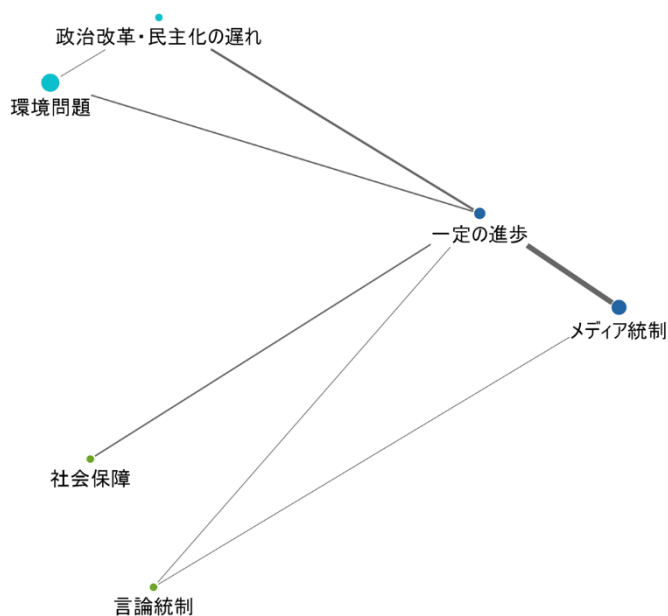 政治改革・民主化の遅れ
環境問題
一定の進歩
メディア統制
社会保障
言論統制